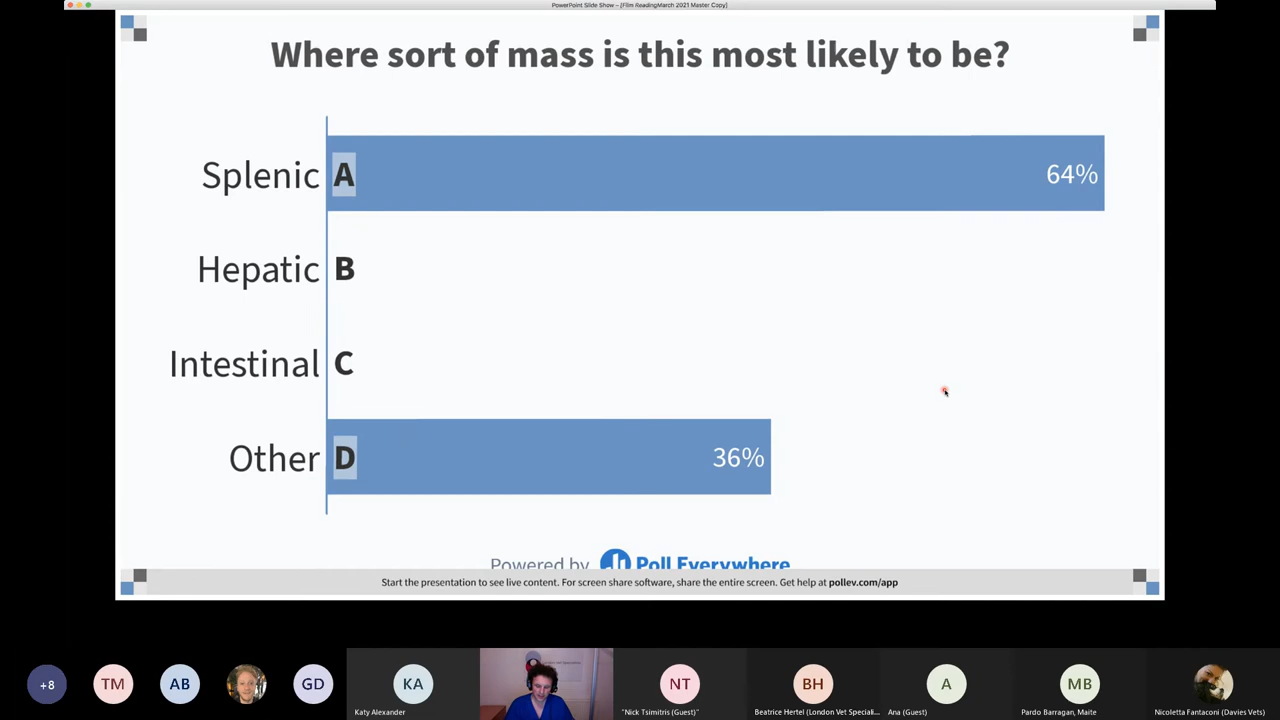 PowerPoint Slide Show – [Film ReadingMarch 2021 Master Copy]
Where sort of mass is this most likely to be?
Splenic A 64%
Hepatic B
Intestinal C
Other D 36%
Powered by Poll Everywhere
Start the presentation to see live content. For screen share software, share the entire screen. Get help at pollev.com/app
+8
TM
AB
GD
KA
NT
BH
A
MB
Katy Alexander
"Nick Tsimitris (Guest)"
Beatrice Hertel (London Vet Speciali...
Ana (Guest)
Pardo Barragan, Maite
Nicoletta Fantaconi (Davies Vets)